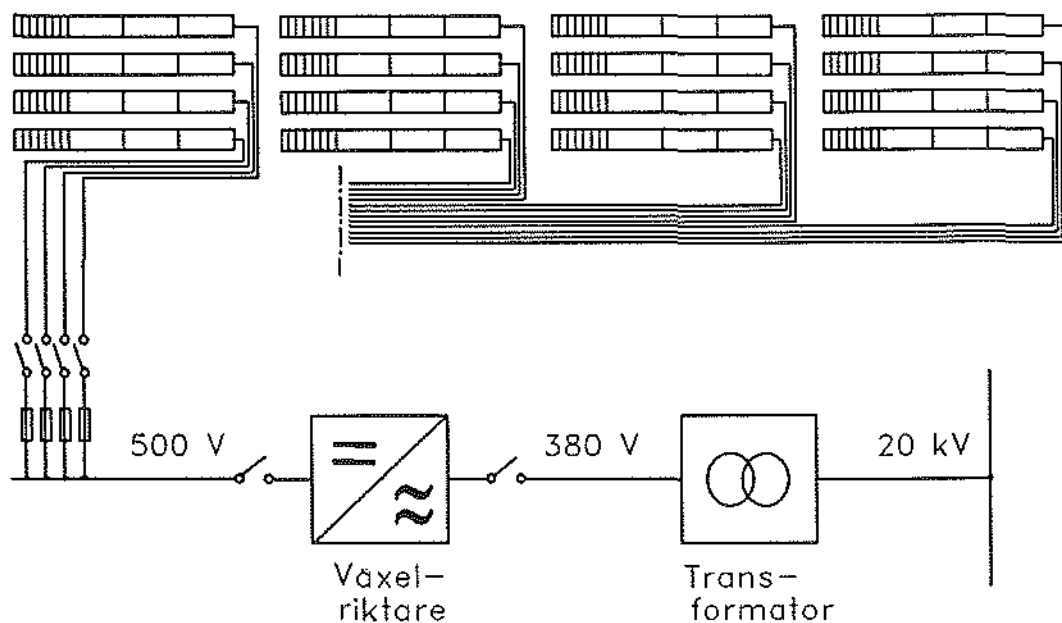 500 V
380 V
20 kV
Växel-
riktare
Trans-
formator